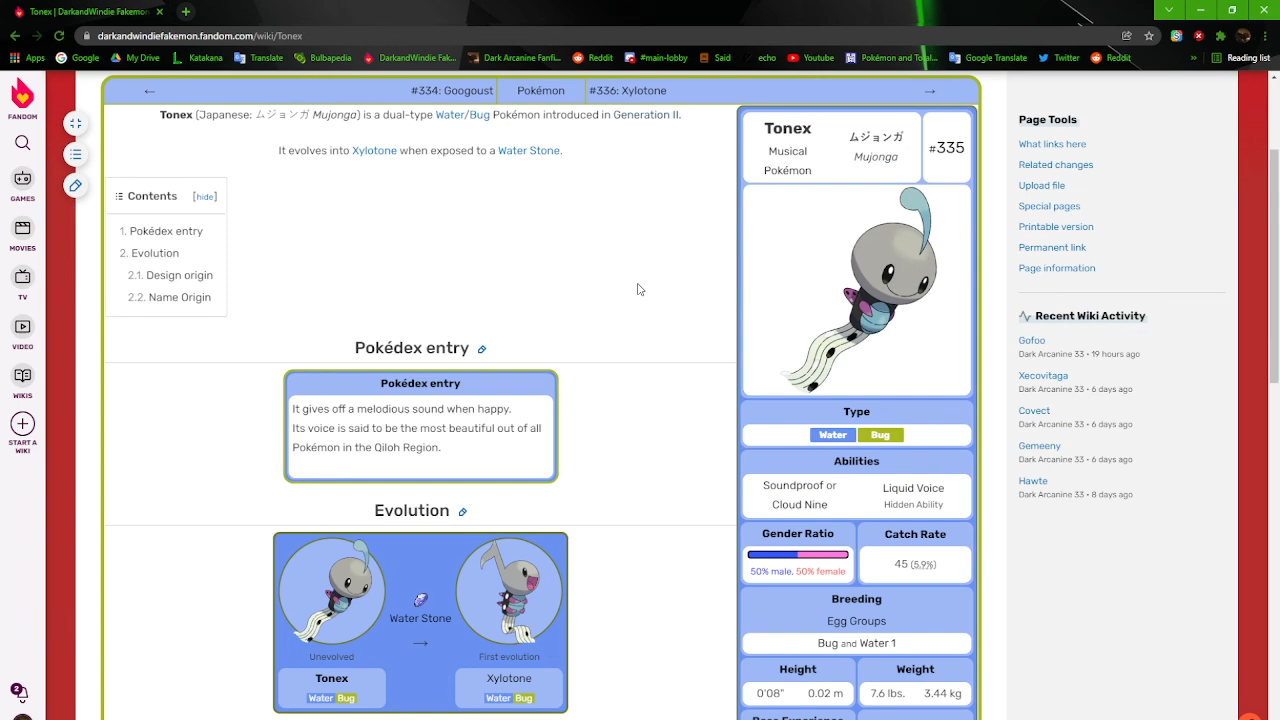 Tonex | DarkandWindie Fakemon
darkandwindiefakemon.fandom.com/wiki/Tonex
Apps Google My Drive Katakana Translate Bulbapedia DarkandWindie Fak... Dark Arcanine Fanfi... Reddit #main-lobby Said echo Youtube Pokémon and Total... Google Translate Twitter Reddit » Reading list
FANDOM
GAMES
MOVIES
TV
VIDEO
WIKIS
START A
WIKI
2
← #334: Googoust Pokémon #336: Xylotone →
Tonex (Japanese: ムジョンガ Mujonga) is a dual-type Water/Bug Pokémon introduced in Generation II.
It evolves into Xylotone when exposed to a Water Stone.
Contents [hide]
1. Pokédex entry
2. Evolution
2.1. Design origin
2.2. Name Origin
Pokédex entry
Pokédex entry
It gives off a melodious sound when happy.
Its voice is said to be the most beautiful out of all
Pokémon in the Qiloh Region.
Evolution
Water Stone
→
Unevolved
Tonex
Water Bug
First evolution
Xylotone
Water Bug
Tonex
Musical
Pokémon
ムジョンガ
Mujonga
#335
Type
Water Bug
Abilities
Soundproof or
Cloud Nine
Liquid Voice
Hidden Ability
Gender Ratio
50% male, 50% female
Catch Rate
45 (5.9%)
Breeding
Egg Groups
Bug and Water 1
Height
0'08" 0.02 m
Weight
7.6 lbs. 3.44 kg
Page Tools
What links here
Related changes
Upload file
Special pages
Printable version
Permanent link
Page information
Recent Wiki Activity
Gofoo
Dark Arcanine 33 • 19 hours ago
Xecovitaga
Dark Arcanine 33 • 6 days ago
Covect
Dark Arcanine 33 • 6 days ago
Gemeeny
Dark Arcanine 33 • 6 days ago
Hawte
Dark Arcanine 33 • 8 days ago